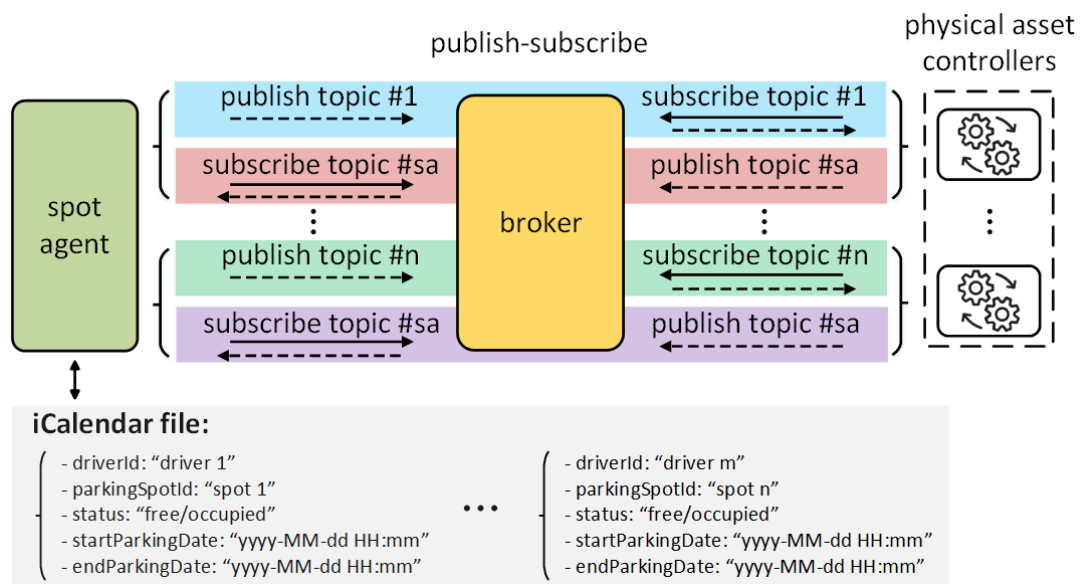 publish-subscribe
physical asset
controllers
publish topic #1
subscribe topic #1
subscribe topic #sa
publish topic #sa
spot
agent
broker
publish topic #n
subscribe topic #n
subscribe topic #sa
publish topic #sa
iCalendar file:
- driverId: “driver 1”
- parkingSpotId: “spot 1”
- status: “free/occupied”
- startParkingDate: “yyyy-MM-dd HH:mm”
- endParkingDate: “yyyy-MM-dd HH:mm”
- driverId: “driver m”
- parkingSpotId: “spot n”
- status: “free/occupied”
- startParkingDate: “yyyy-MM-dd HH:mm”
- endParkingDate: “yyyy-MM-dd HH:mm”